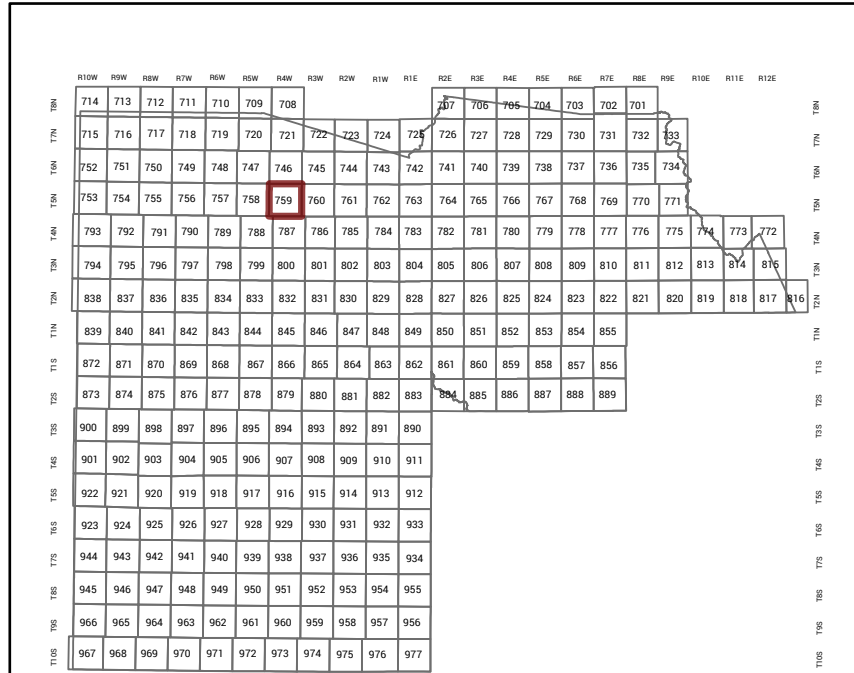 R10W R9W R8W R7W R6W R5W R4W R3W R2W R1W R1E R2E R3E R4E R5E R6E R7E R8E R9E R10E R11E R12E
T8N 714 713 712 711 710 709 708 707 706 705 704 703 702 701 T8N
T7N 715 716 717 718 719 720 721 722 723 724 725 726 727 728 729 730 731 732 733 T7N
T6N 752 751 750 749 748 747 746 745 744 743 742 741 740 739 738 737 736 735 734 T6N
T5N 753 754 755 756 757 758 759 760 761 762 763 764 765 766 767 768 769 770 771 T5N
T4N 793 792 791 790 789 788 787 786 785 784 783 782 781 780 779 778 777 776 775 774 773 772 T4N
T3N 794 795 796 797 798 799 800 801 802 803 804 805 806 807 808 809 810 811 812 813 814 815 T3N
T2N 838 837 836 835 834 833 832 831 830 829 828 827 826 825 824 823 822 821 820 819 818 817 816 T2N
T1N 839 840 841 842 843 844 845 846 847 848 849 850 851 852 853 854 855 T1N
T1S 872 871 870 869 868 867 866 865 864 863 862 861 860 859 858 857 856 T1S
T2S 873 874 875 876 877 878 879 880 881 882 883 884 885 886 887 888 889 T2S
T3S 900 899 898 897 896 895 894 893 892 891 890 T3S
T4S 901 902 903 904 905 906 907 908 909 910 911 T4S
T5S 922 921 920 919 918 917 916 915 914 913 912 T5S
T6S 923 924 925 926 927 928 929 930 931 932 933 T6S
T7S 944 943 942 941 940 939 938 937 936 935 934 T7S
T8S 945 946 947 948 949 950 951 952 953 954 955 T8S
T9S 966 965 964 963 962 961 960 959 958 957 956 T9S
T10S 967 968 969 970 971 972 973 974 975 976 977 T10S